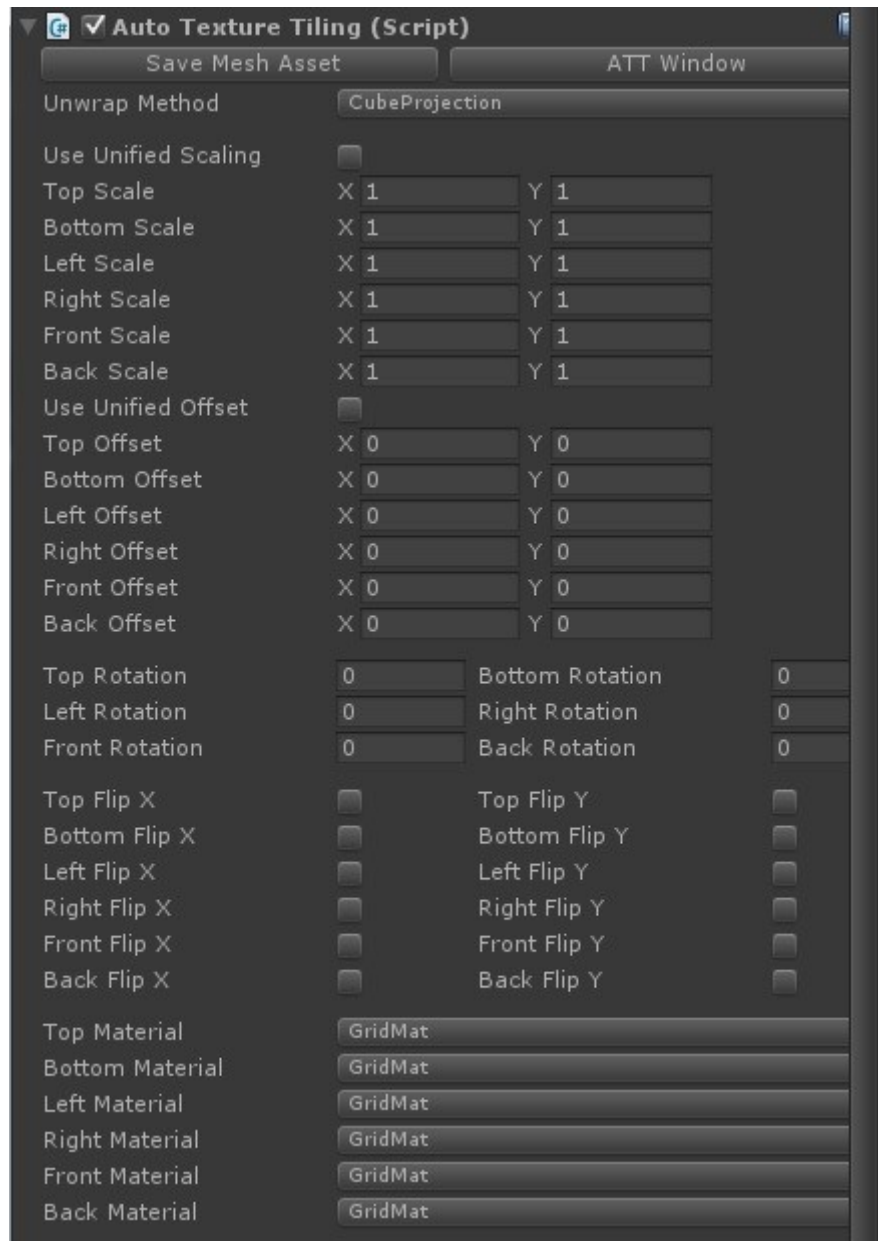 Auto Texture Tiling (Script)
Save Mesh Asset ATT Window
Unwrap Method CubeProjection
Use Unified Scaling
Top Scale X 1 Y 1
Bottom Scale X 1 Y 1
Left Scale X 1 Y 1
Right Scale X 1 Y 1
Front Scale X 1 Y 1
Back Scale X 1 Y 1
Use Unified Offset
Top Offset X 0 Y 0
Bottom Offset X 0 Y 0
Left Offset X 0 Y 0
Right Offset X 0 Y 0
Front Offset X 0 Y 0
Back Offset X 0 Y 0
Top Rotation 0 Bottom Rotation 0
Left Rotation 0 Right Rotation 0
Front Rotation 0 Back Rotation 0
Top Flip X Top Flip Y
Bottom Flip X Bottom Flip Y
Left Flip X Left Flip Y
Right Flip X Right Flip Y
Front Flip X Front Flip Y
Back Flip X Back Flip Y
Top Material GridMat
Bottom Material GridMat
Left Material GridMat
Right Material GridMat
Front Material GridMat
Back Material GridMat